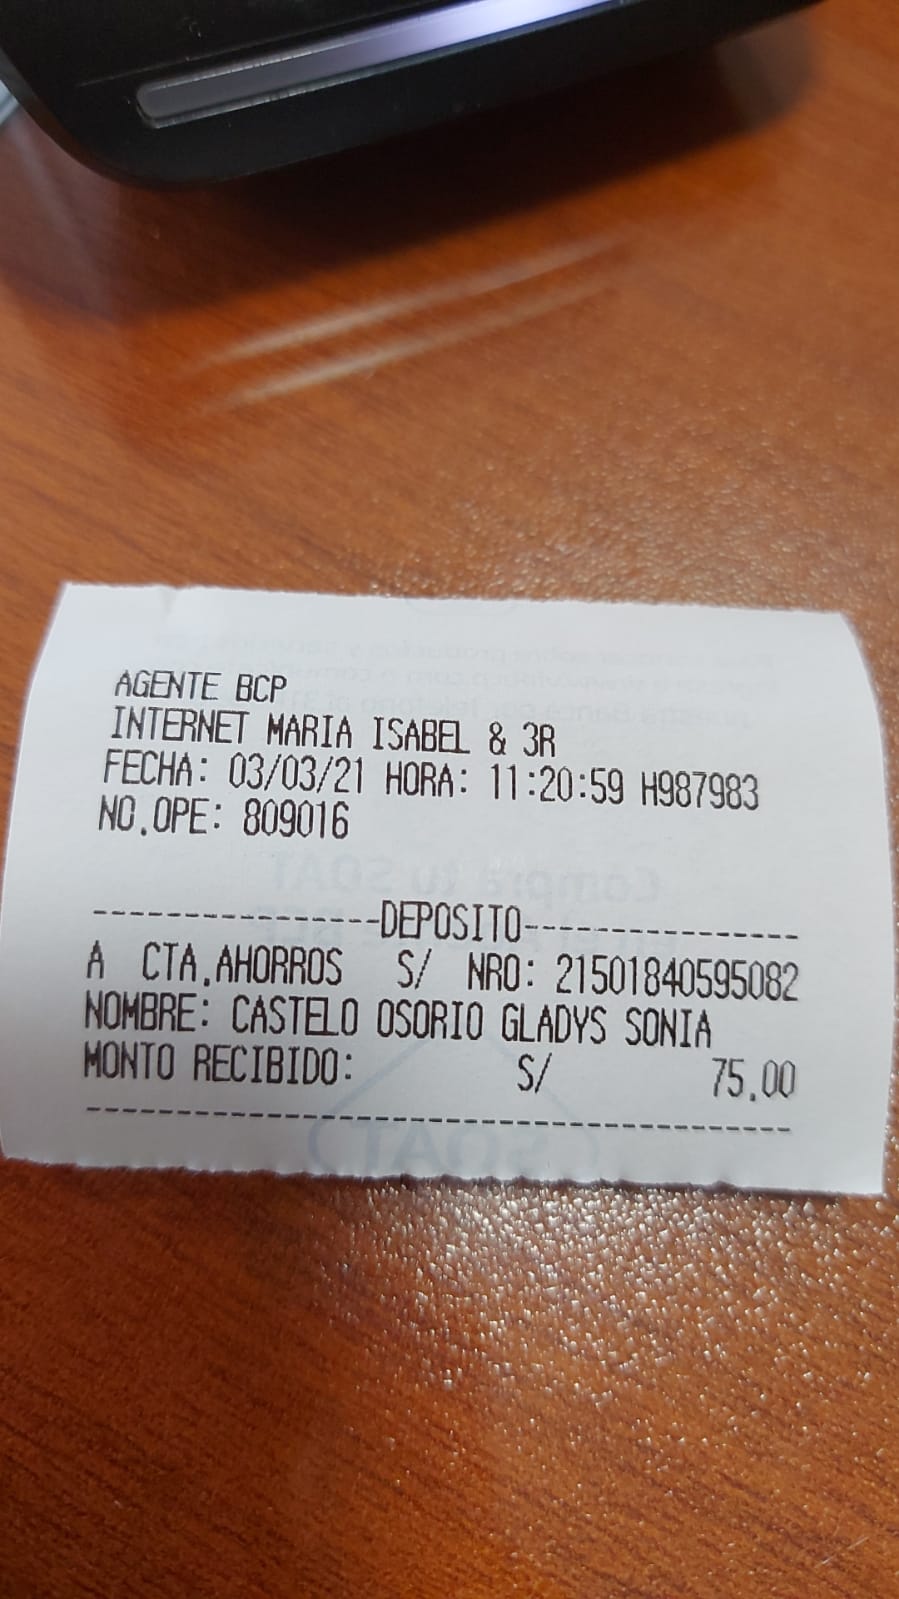 AGENTE BCP
INTERNET MARIA ISABEL & 3R
FECHA: 03/03/21 HORA: 11:20:59 H987983
NO.OPE: 809016
----------------DEPOSITO----------------
A CTA.AHORROS S/ NRO: 21501840595082
NOMBRE: CASTELO OSORIO GLADYS SONIA
MONTO RECIBIDO: S/ 75.00